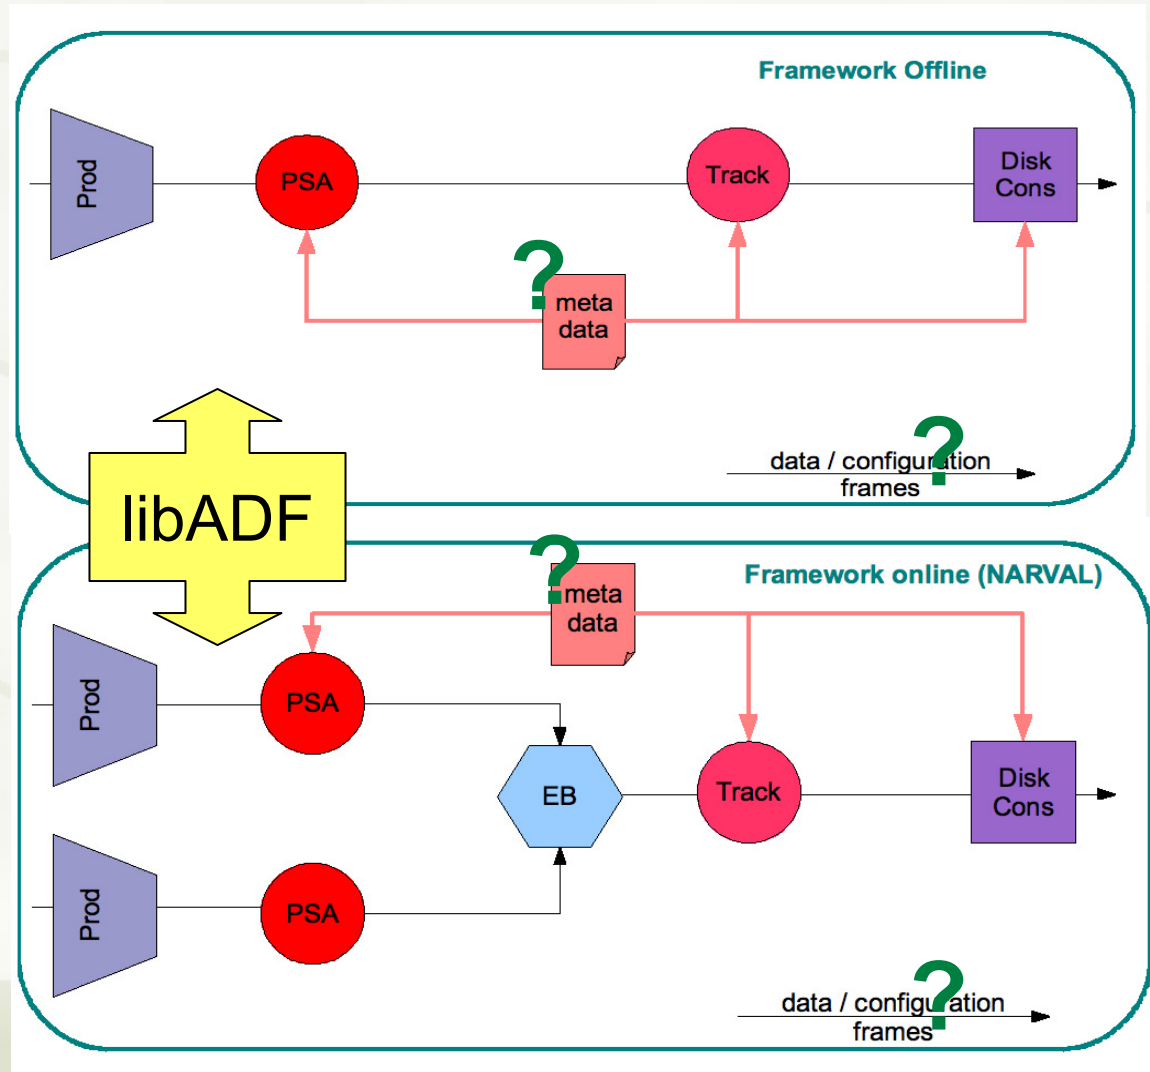 Framework Offline
Prod
PSA
Track
Disk
Cons
?
meta
data
?
data / configuration
frames
libADF
Framework online (NARVAL)
?
meta
data
Prod
PSA
EB
Track
Disk
Cons
Prod
PSA
?
data / configuration
frames